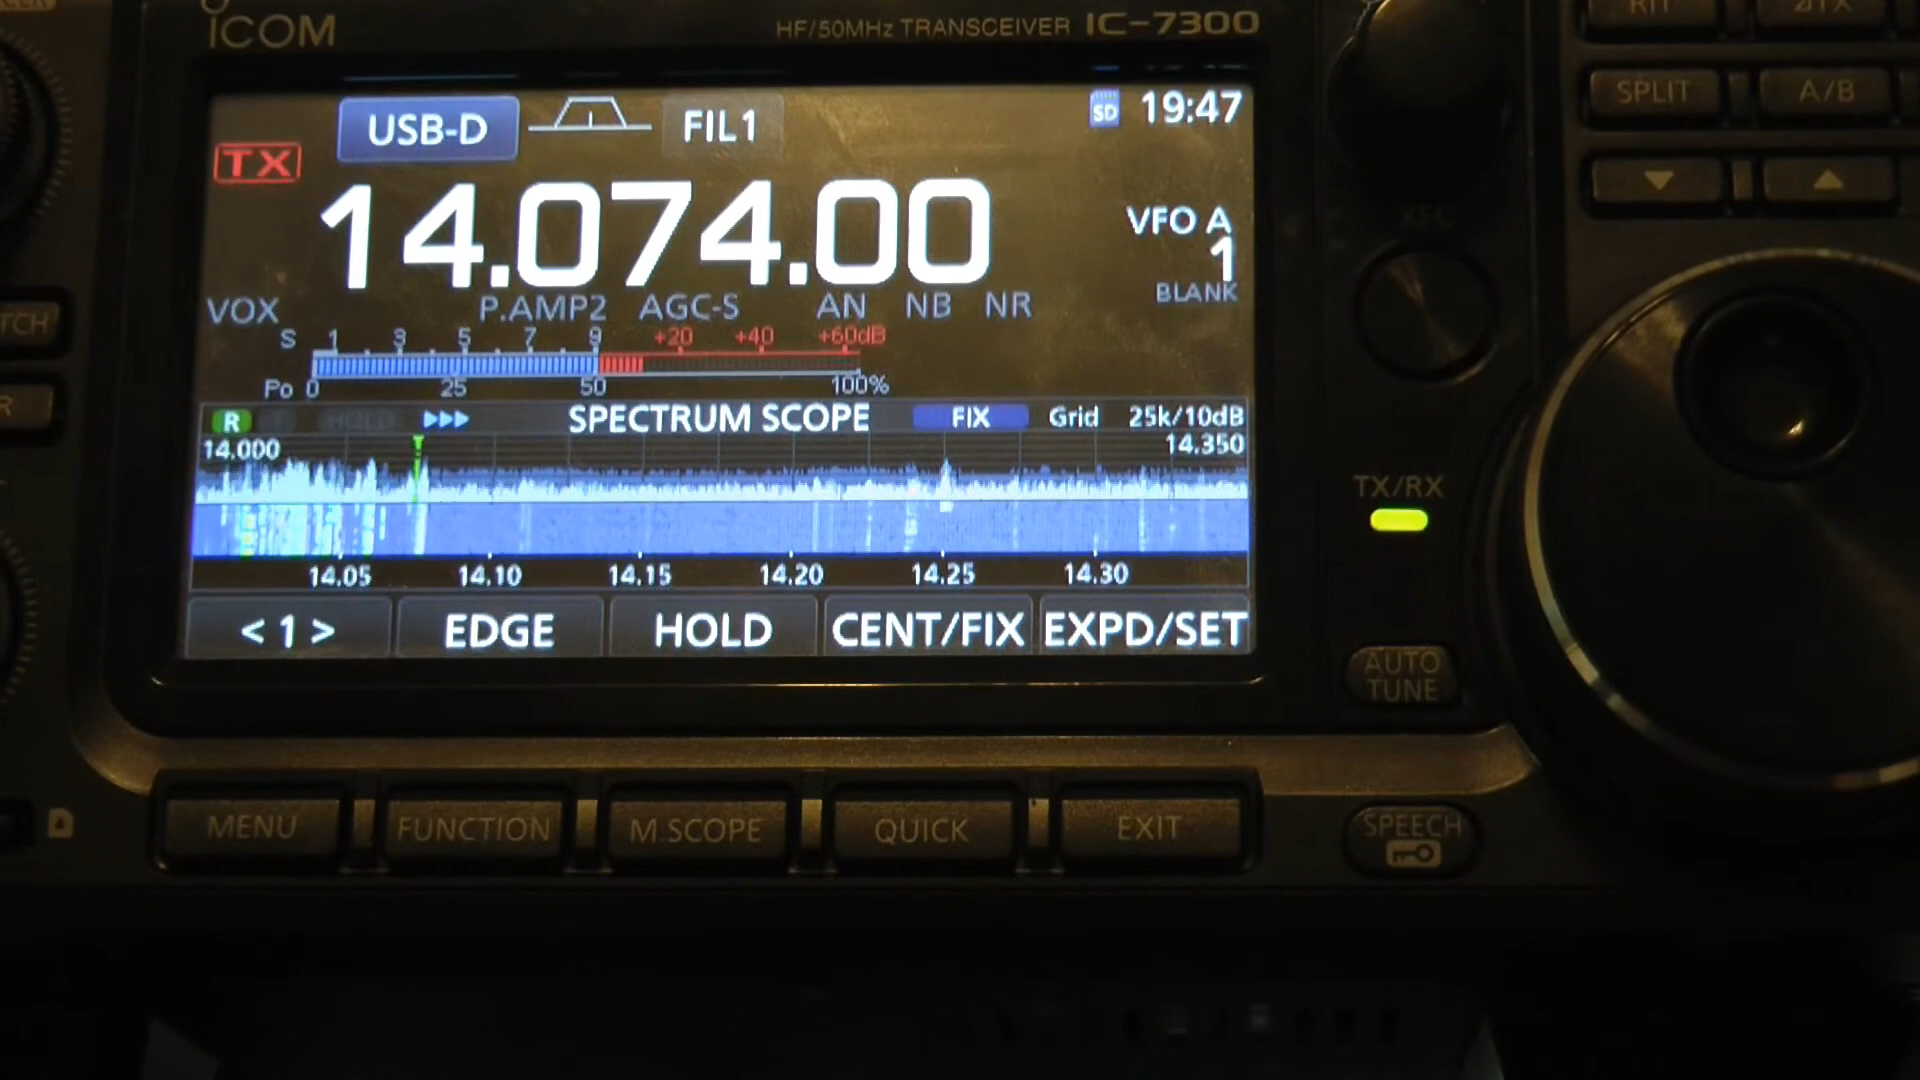 ICOM
HF/50MHz TRANSCEIVER IC-7300
SPLIT
A/B
USB-D
FIL1
SD 19:47
TX
14.074.00
VFO A
1
BLANK
VOX P.AMP2 AGC-S AN NB NR
S 1 3 5 7 9 +20 +40 +60dB
Po 0 25 50 100%
R HOLD SPECTRUM SCOPE FIX Grid 25k/10dB
14.000 14.350
14.05 14.10 14.15 14.20 14.25 14.30
< 1 > EDGE HOLD CENT/FIX EXPD/SET
XFC
TX/RX
AUTO
TUNE
MENU FUNCTION M.SCOPE QUICK EXIT
SPEECH